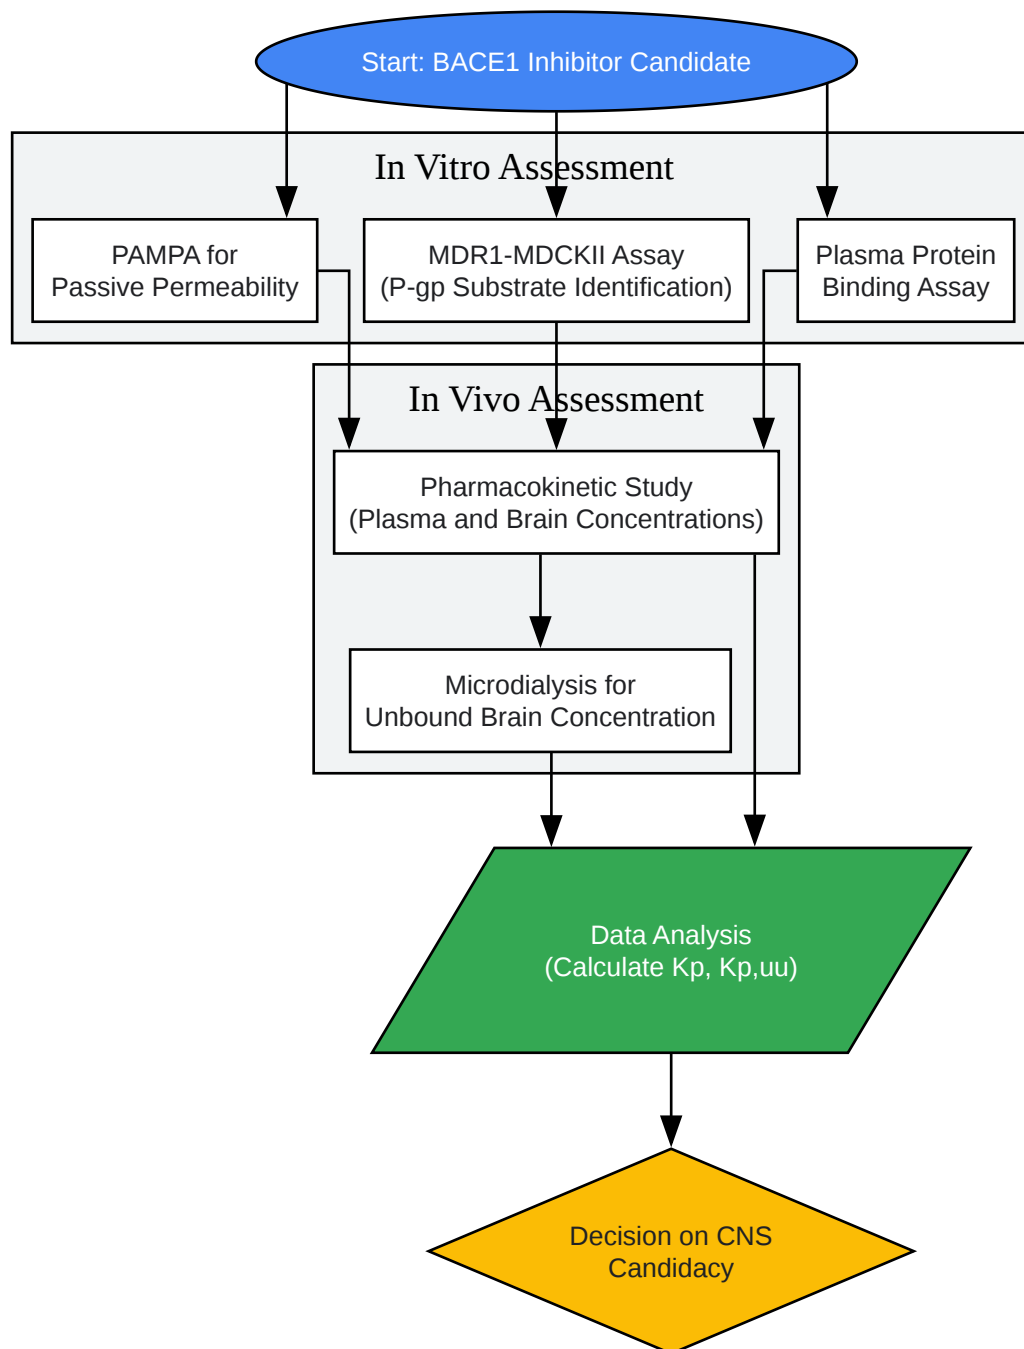 Start: BACE1 Inhibitor Candidate
In Vitro Assessment
PAMPA for
Passive Permeability
MDR1-MDCKII Assay
(P-gp Substrate Identification)
Plasma Protein
Binding Assay
In Vivo Assessment
Pharmacokinetic Study
(Plasma and Brain Concentrations)
Microdialysis for
Unbound Brain Concentration
Data Analysis
(Calculate Kp, Kp,uu)
Decision on CNS
Candidacy